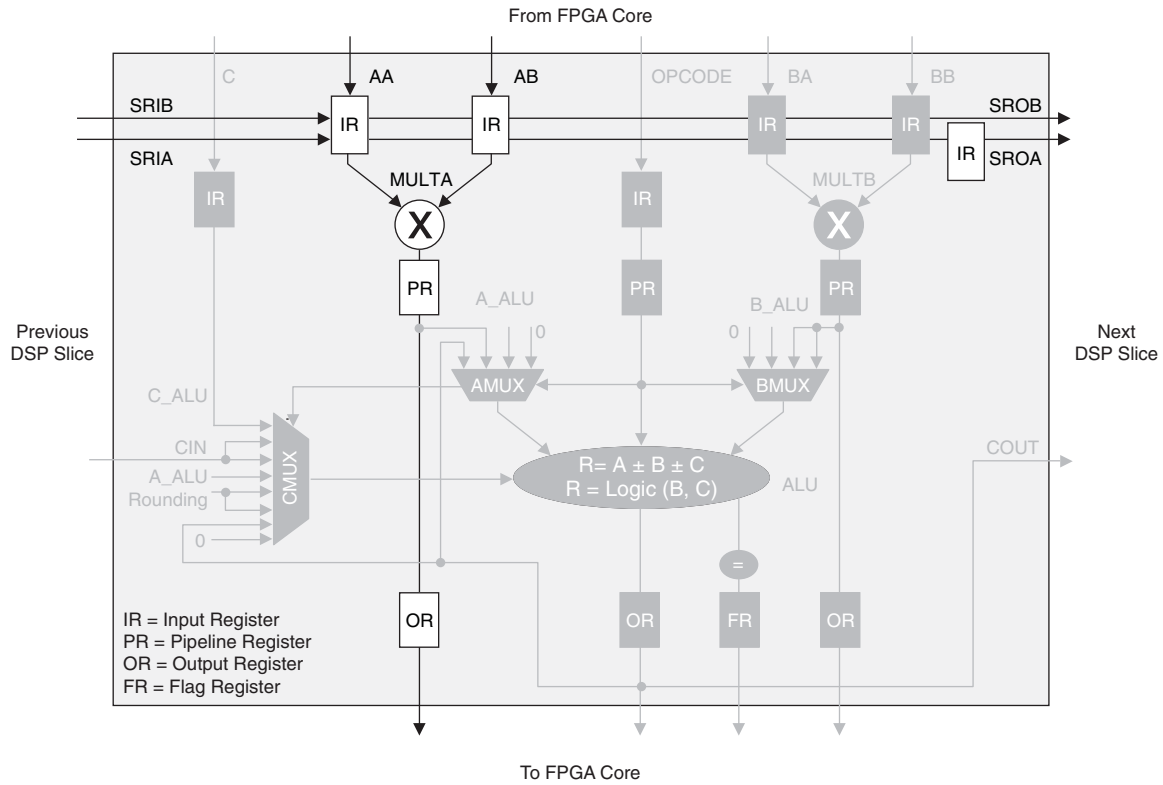 From FPGA Core
C
AA
AB
OPCODE
BA
BB
SRIB
SROB
IR
IR
IR
IR
IR
SRIA
SROA
MULTA
MULTB
IR
IR
X
X
PR
PR
PR
A_ALU
B_ALU
0
0
Previous
DSP Slice
Next
DSP Slice
AMUX
BMUX
C_ALU
CIN
COUT
CMUX
A_ALU
Rounding
0
R= A ± B ± C
R = Logic (B, C)
ALU
=
IR = Input Register
PR = Pipeline Register
OR = Output Register
FR = Flag Register
OR
OR
FR
OR
To FPGA Core